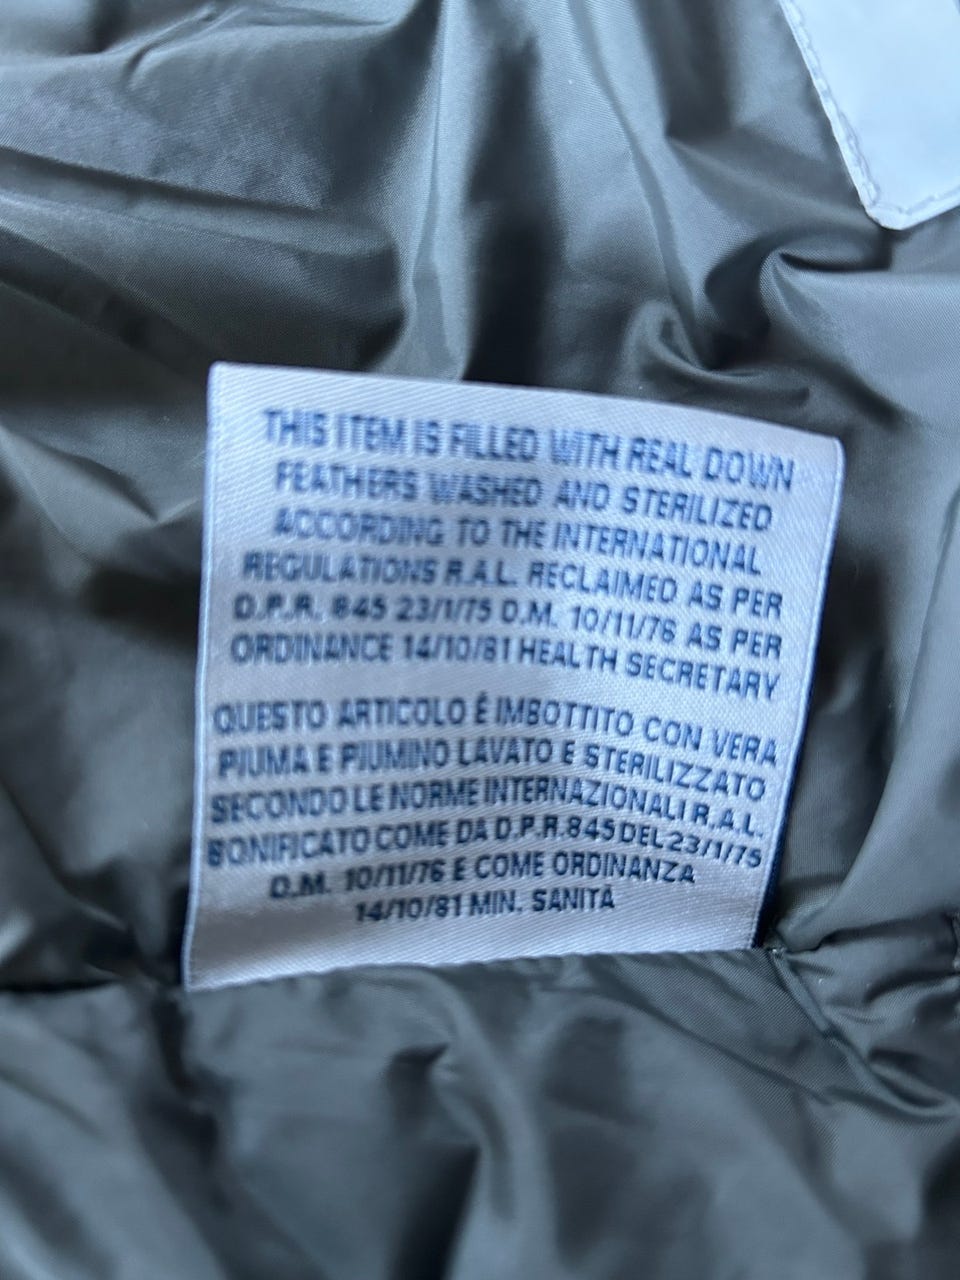 THIS ITEM IS FILLED WITH REAL DOWN
FEATHERS WASHED AND STERILIZED
ACCORDING TO THE INTERNATIONAL
REGULATIONS R.A.L. RECLAIMED AS PER
D.P.R. 845 23/1/75 D.M. 10/11/76 AS PER
ORDINANCE 14/10/81 HEALTH SECRETARY
QUESTO ARTICOLO É IMBOTTITO CON VERA
PIUMA E PIUMINO LAVATO E STERILIZZATO
SECONDO LE NORME INTERNAZIONALI R.A.L.
BONIFICATO COME DA D.P.R.845 DEL 23/1/75
D.M. 10/11/76 E COME ORDINANZA
14/10/81 MIN. SANITÀ